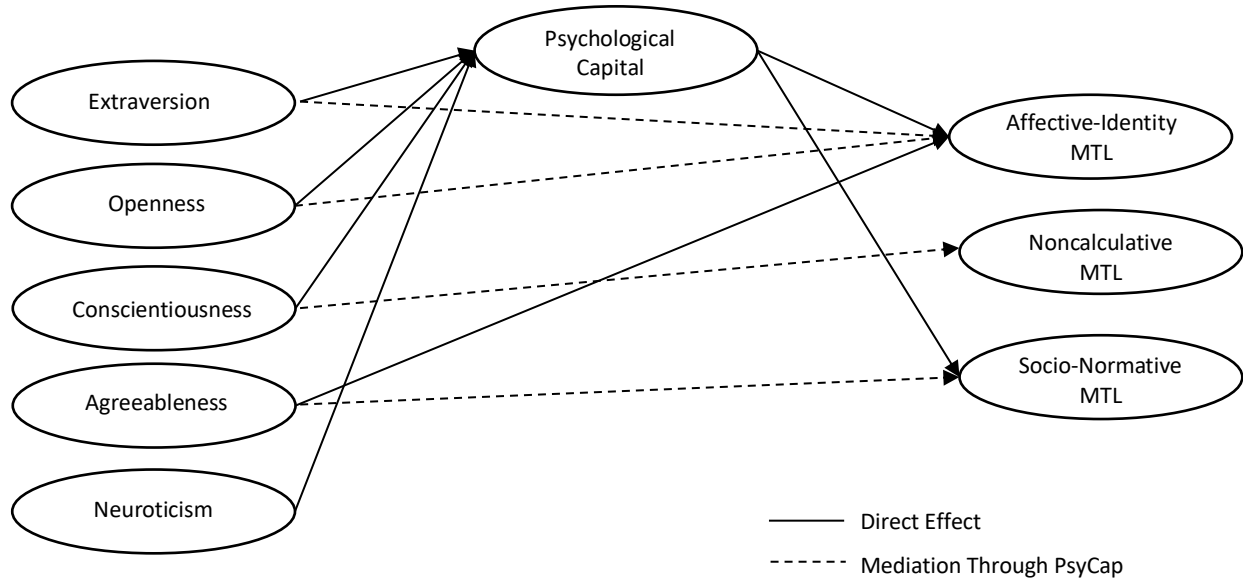 Psychological
Capital
Extraversion
Affective-Identity
MTL
Openness
Noncalculative
MTL
Conscientiousness
Socio-Normative
MTL
Agreeableness
Neuroticism
Direct Effect
Mediation Through PsyCap